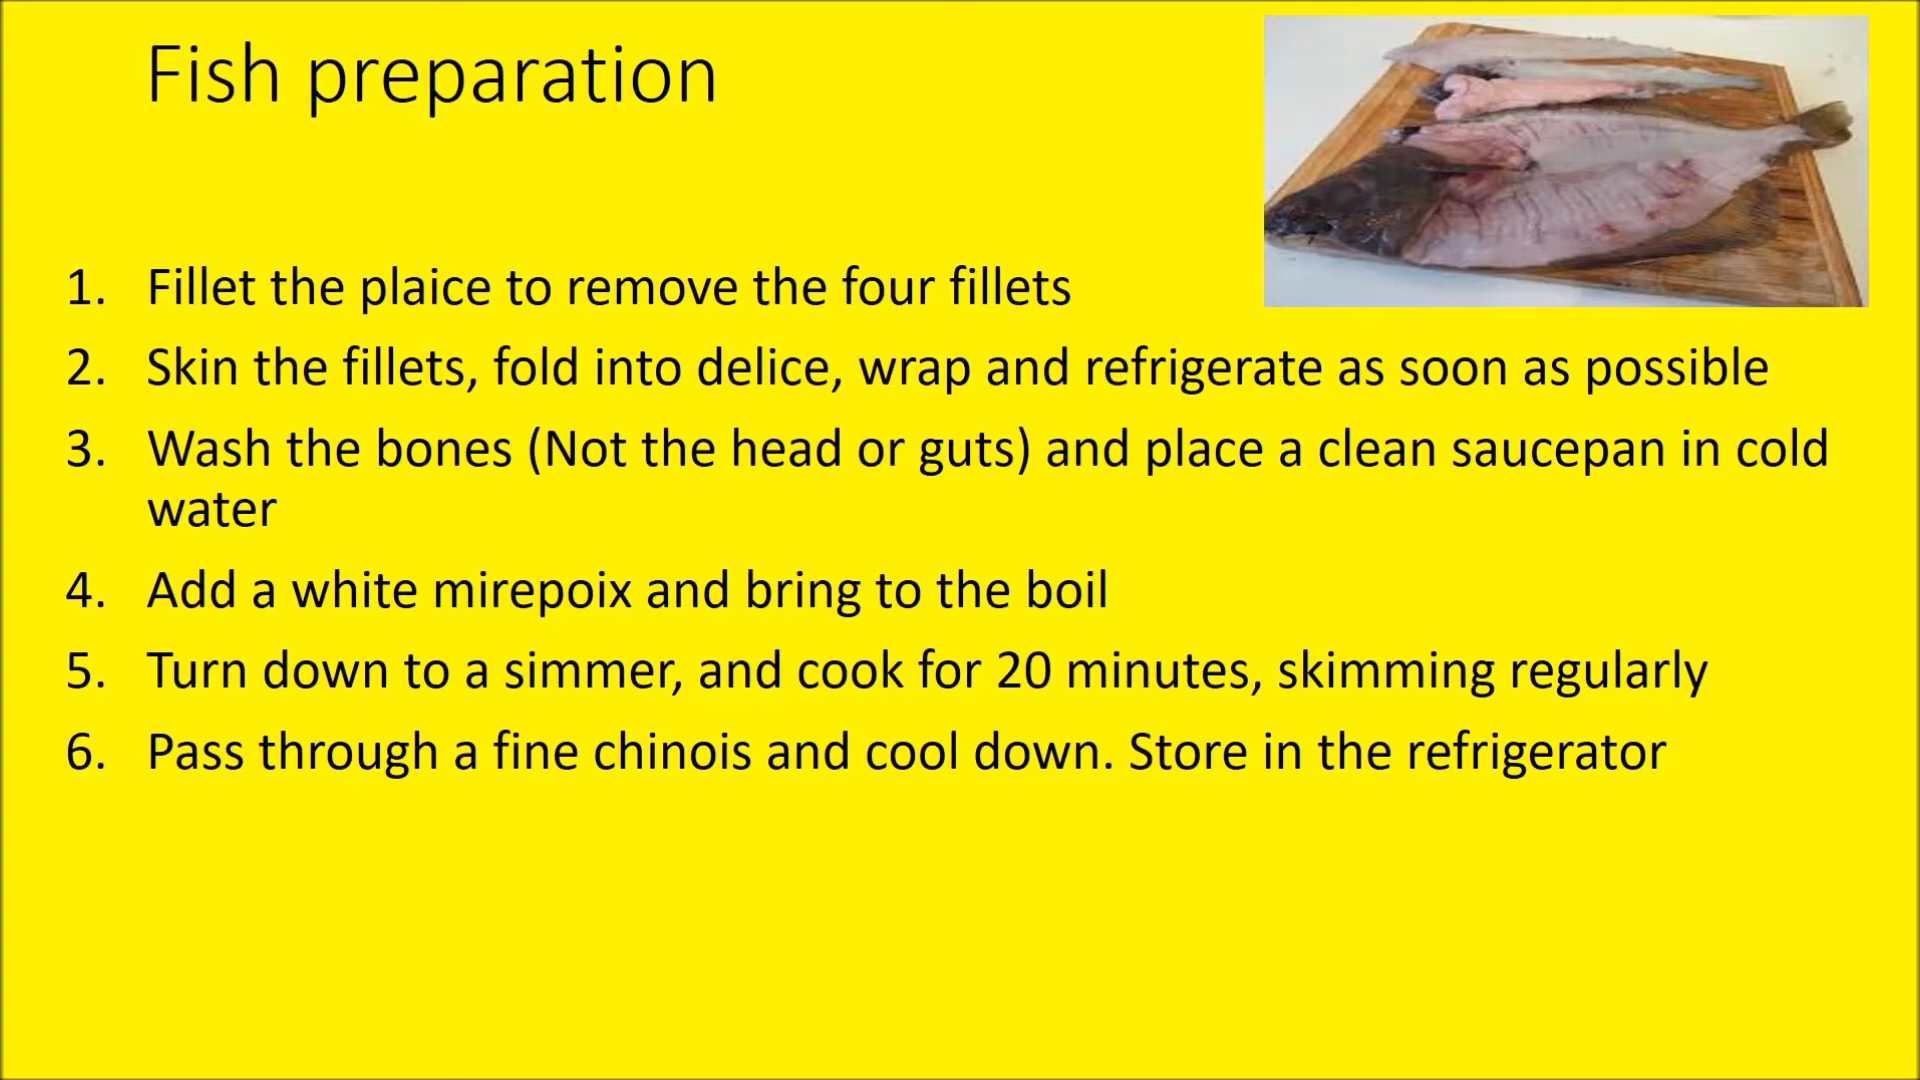 Fish preparation
1. Fillet the plaice to remove the four fillets
2. Skin the fillets, fold into delice, wrap and refrigerate as soon as possible
3. Wash the bones (Not the head or guts) and place a clean saucepan in cold
water
4. Add a white mirepoix and bring to the boil
5. Turn down to a simmer, and cook for 20 minutes, skimming regularly
6. Pass through a fine chinois and cool down. Store in the refrigerator